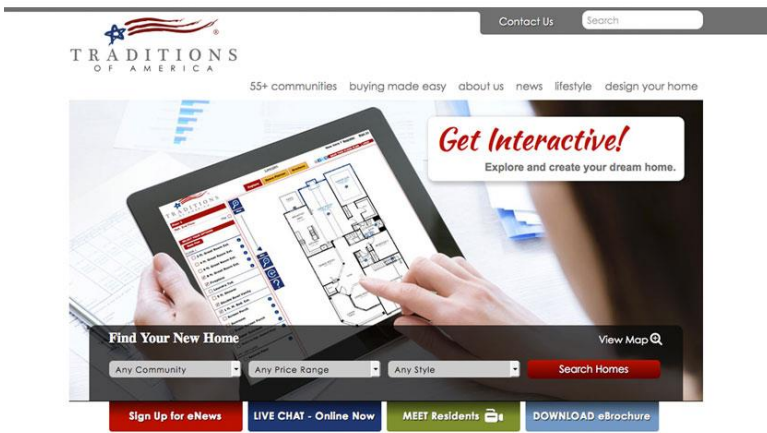 Contact Us
Search
TRADITIONS
OF AMERICA
®
55+ communities buying made easy about us news lifestyle design your home
Get Interactive!
Explore and create your dream home.
TRADITIONS
Find Your New Home
View Map
Any Community
Any Price Range
Any Style
Search Homes
Sign Up for eNews
LIVE CHAT - Online Now
MEET Residents
DOWNLOAD eBrochure